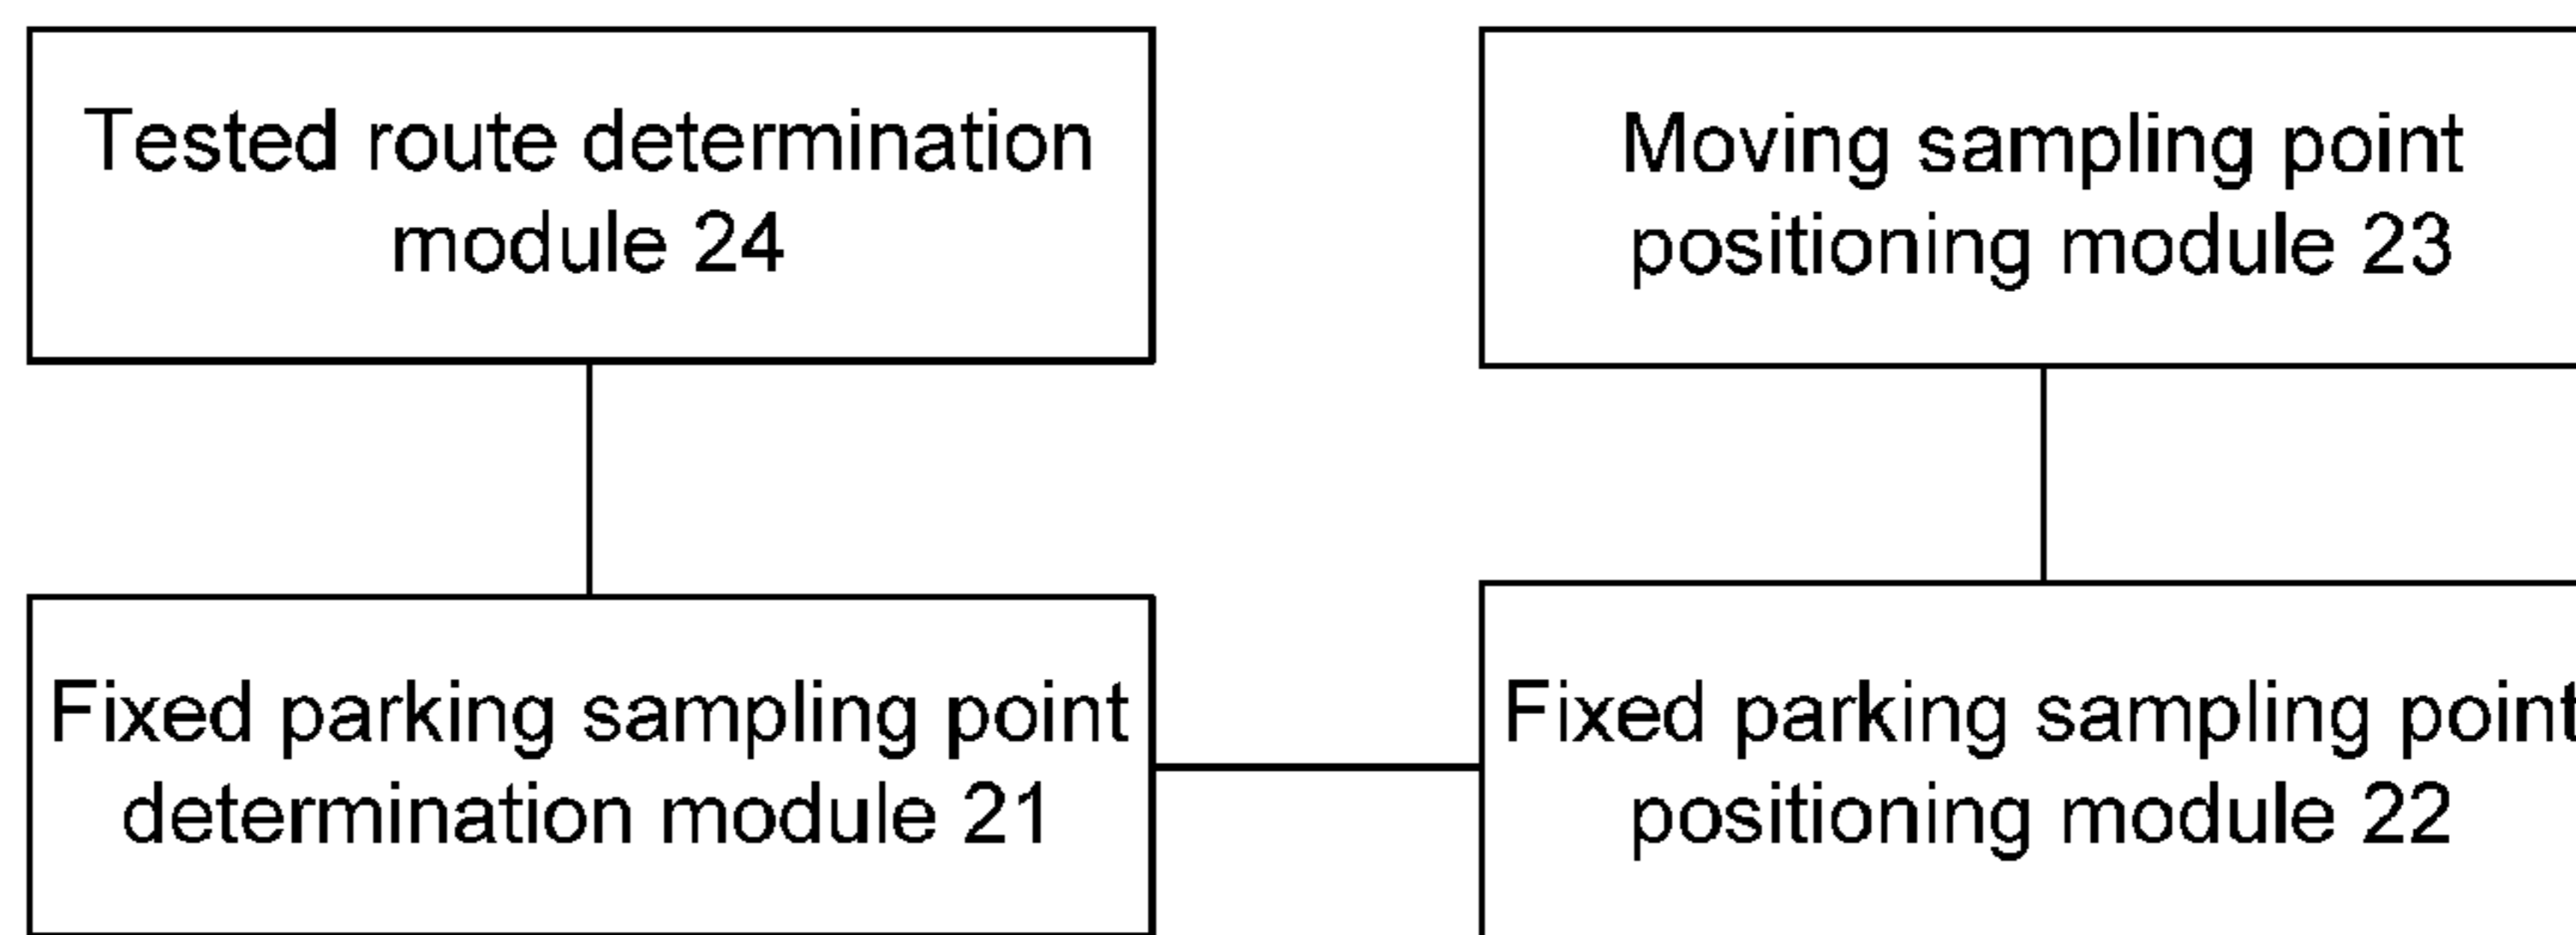 Tested route determination
module 24
Moving sampling point
positioning module 23
Fixed parking sampling point
determination module 21
Fixed parking sampling point
positioning module 22